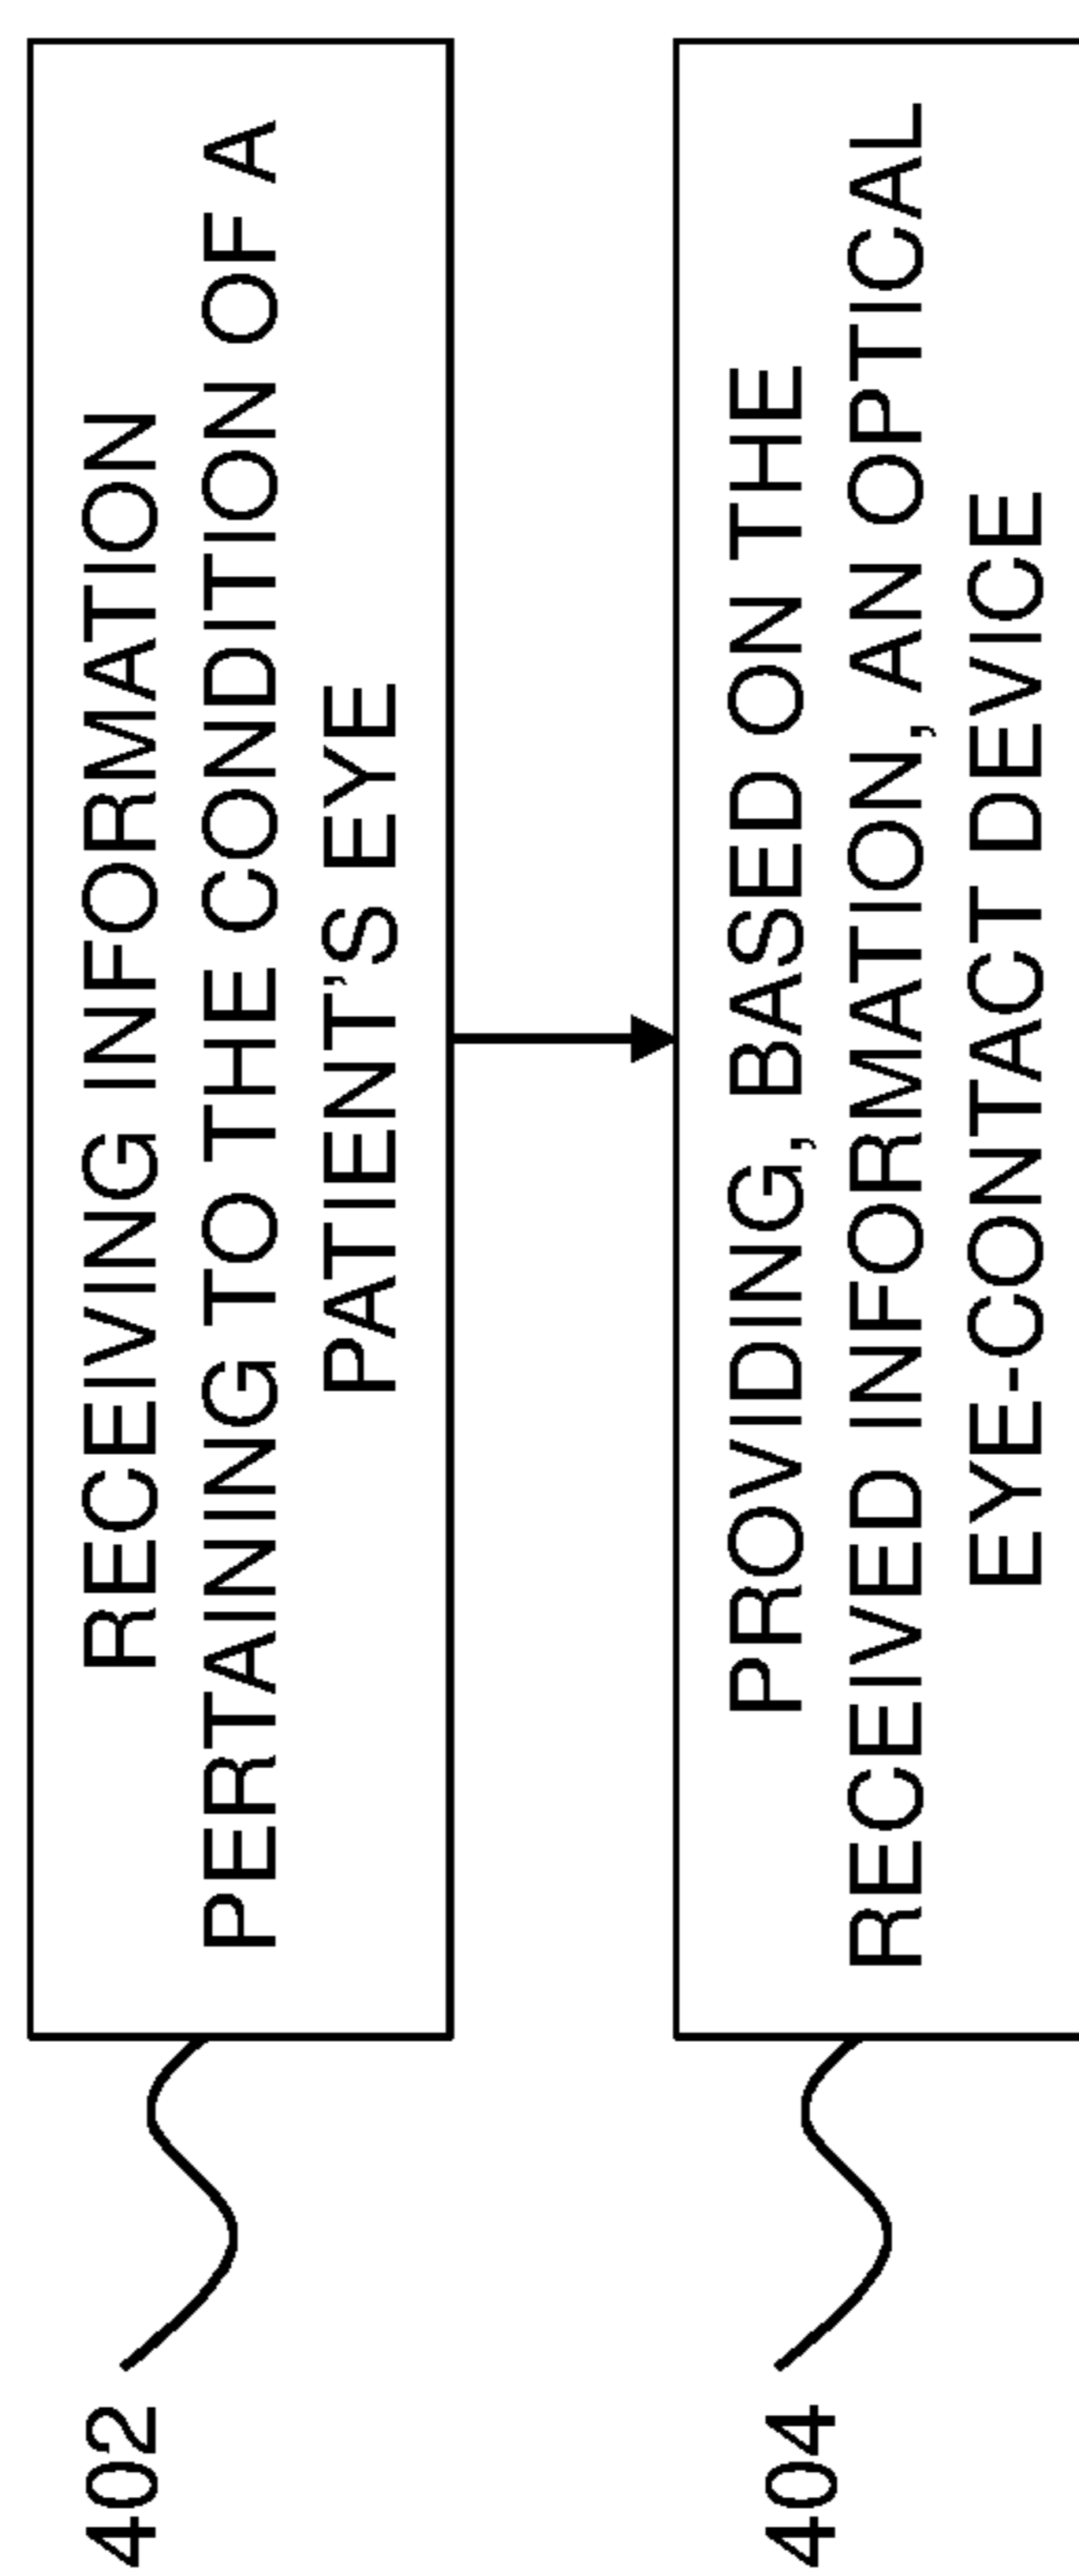 402
RECEIVING INFORMATION
PERTAINING TO THE CONDITION OF A
PATIENT'S EYE
404
PROVIDING, BASED ON THE
RECEIVED INFORMATION, AN OPTICAL
EYE-CONTACT DEVICE